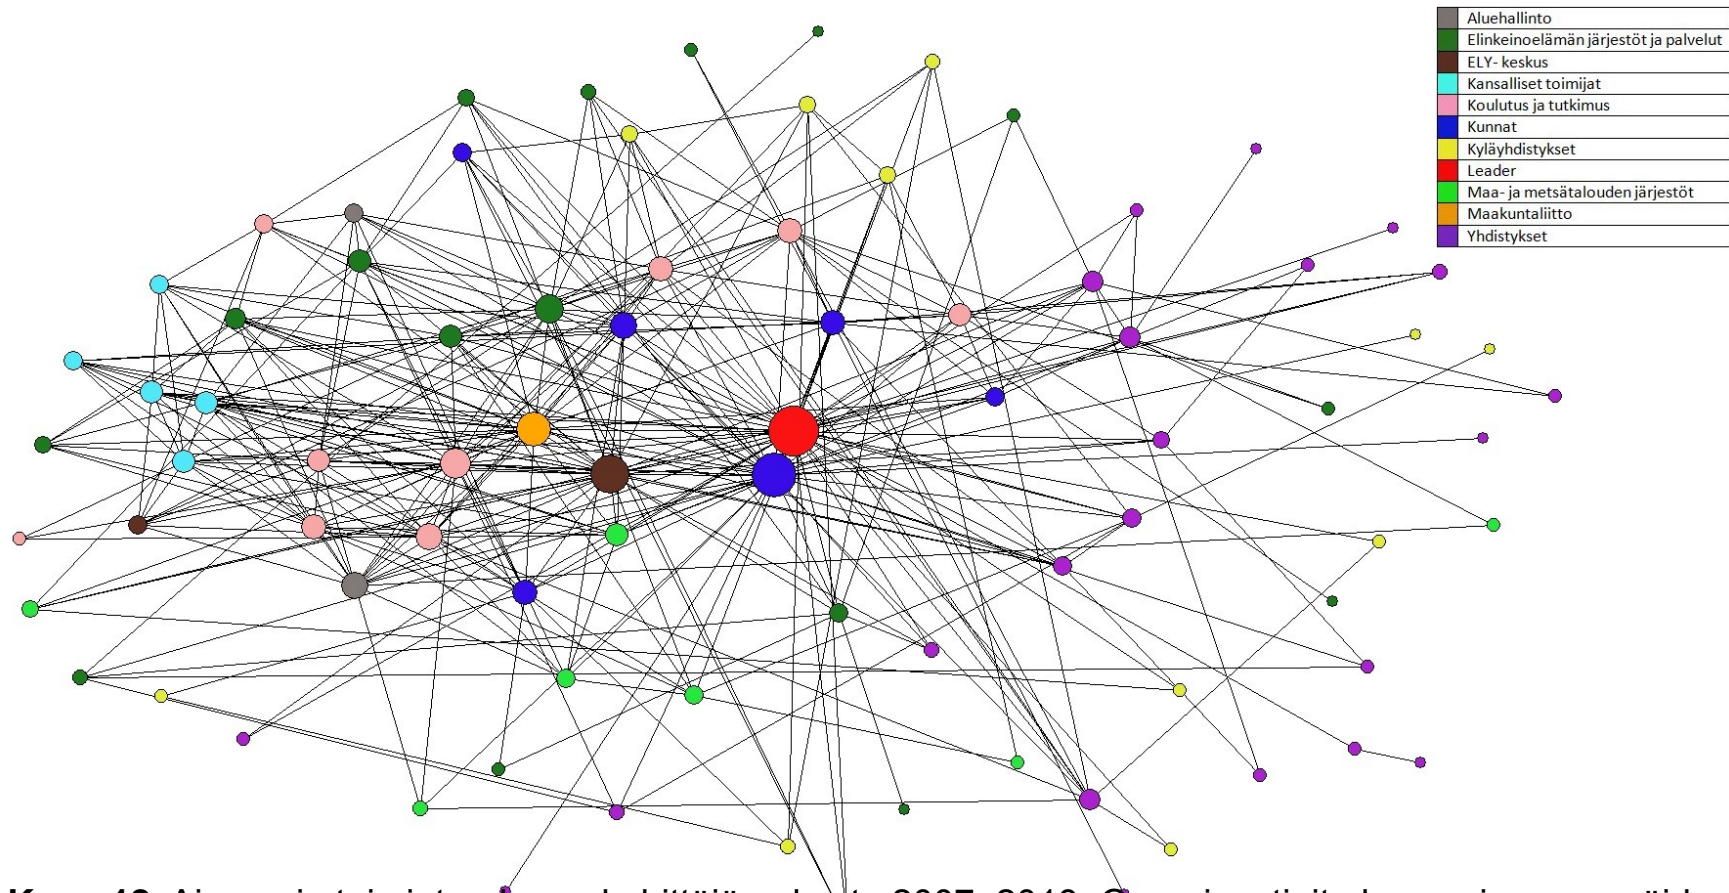 Aluehallinto
Elinkeinoelämän järjestöt ja palvelut
ELY- keskus
Kansalliset toimijat
Koulutus ja tutkimus
Kunnat
Kyläyhdistykset
Leader
Maa- ja metsätalouden järjestöt
Maakuntaliitto
Yhdistykset